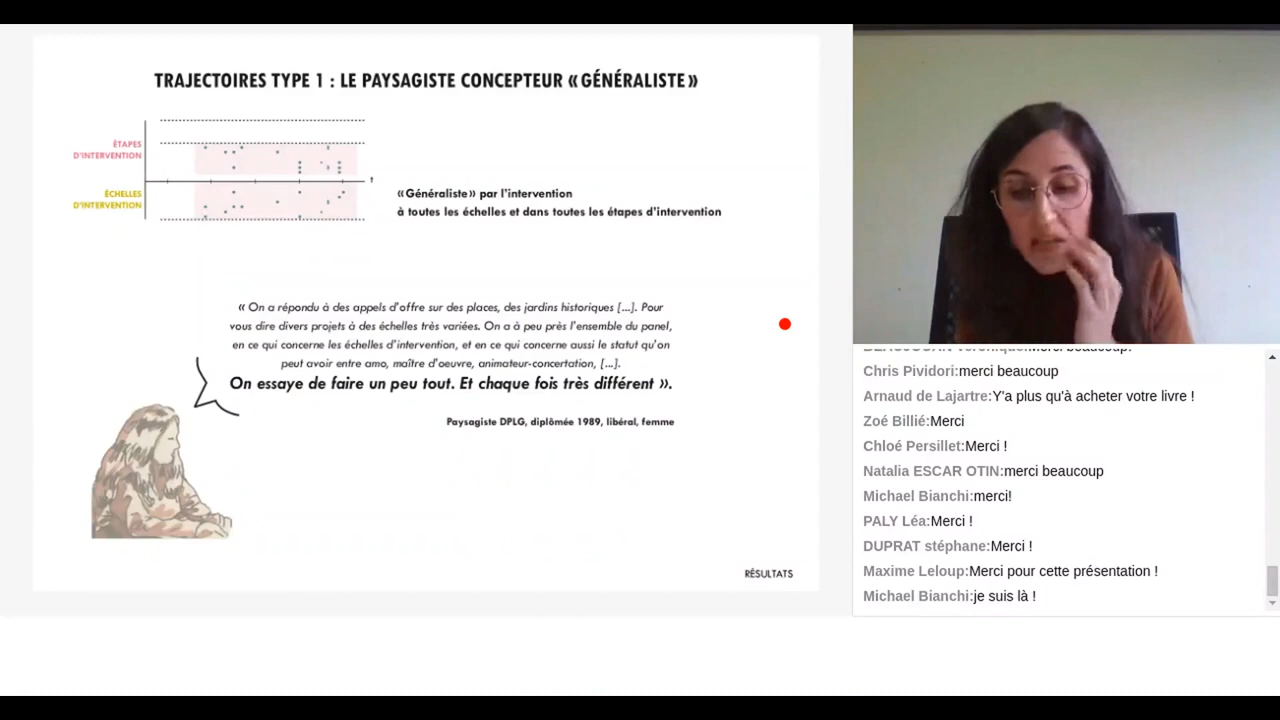 TRAJECTOIRES TYPE 1 : LE PAYSAGISTE CONCEPTEUR « GÉNÉRALISTE »
ÉTAPES
D'INTERVENTION
ÉCHELLES
D'INTERVENTION
t
« Généraliste » par l'intervention
à toutes les échelles et dans toutes les étapes d'intervention
« On a répondu à des appels d'offre sur des places, des jardins historiques [...]. Pour
vous dire divers projets à des échelles très variées. On a à peu près l'ensemble du panel,
en ce qui concerne les échelles d'intervention, et en ce qui concerne aussi le statut qu'on
peut avoir entre amo, maître d'oeuvre, animateur-concertation, [...].
On essaye de faire un peu tout. Et chaque fois très différent ».
Paysagiste DPLG, diplômée 1989, libéral, femme
RÉSULTATS
Chris Pividori:merci beaucoup
Arnaud de Lajartre:Y'a plus qu'à acheter votre livre !
Zoé Billié:Merci
Chloé Persillet:Merci !
Natalia ESCAR OTIN:merci beaucoup
Michael Bianchi:merci!
PALY Léa:Merci !
DUPRAT stéphane:Merci !
Maxime Leloup:Merci pour cette présentation !
Michael Bianchi:je suis là !